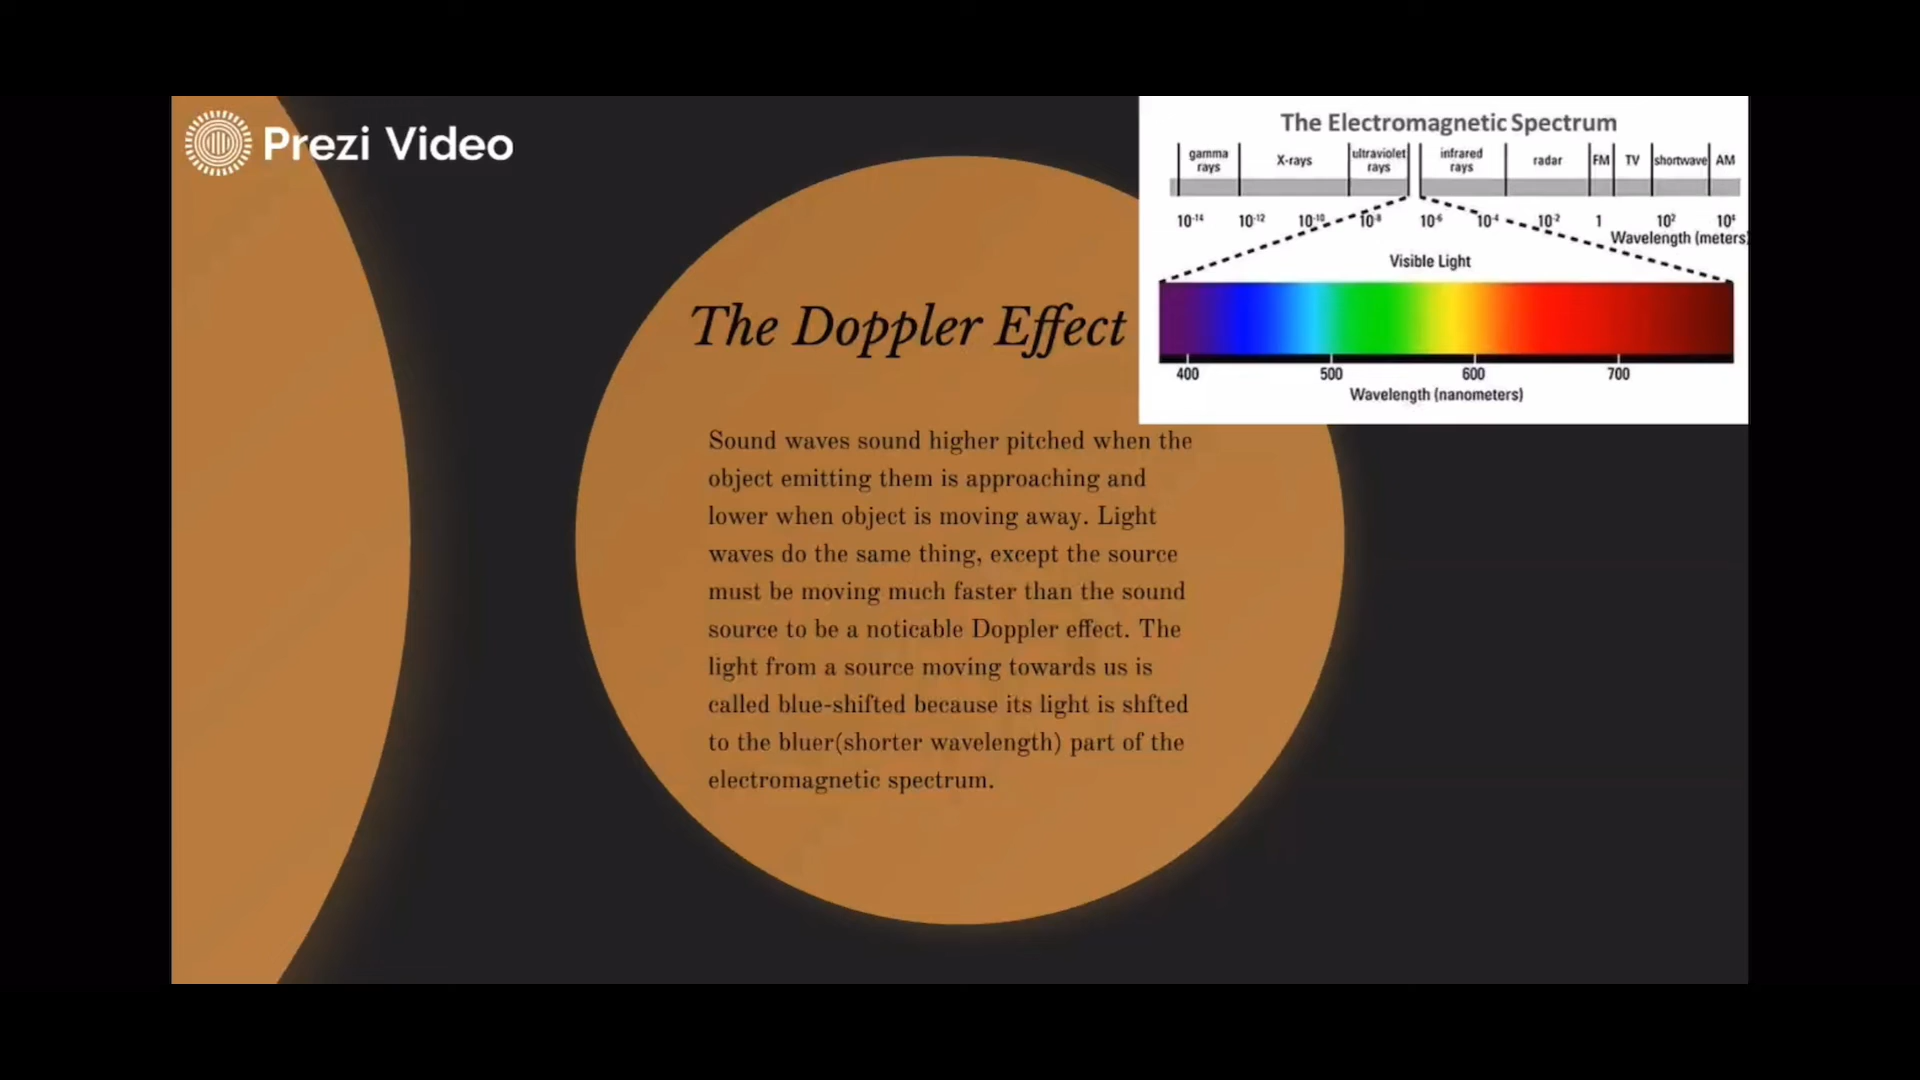 Prezi Video
The Electromagnetic Spectrum
gamma rays X-rays ultraviolet rays infrared rays radar FM TV shortwave AM
10-14 10-12 10-10 10-8 10-6 10-4 10-2 1 10² 10⁴
Wavelength (meters)
Visible Light
400 500 600 700
Wavelength (nanometers)
The Doppler Effect
Sound waves sound higher pitched when the
object emitting them is approaching and
lower when object is moving away. Light
waves do the same thing, except the source
must be moving much faster than the sound
source to be a noticable Doppler effect. The
light from a source moving towards us is
called blue-shifted because its light is shfted
to the bluer(shorter wavelength) part of the
electromagnetic spectrum.